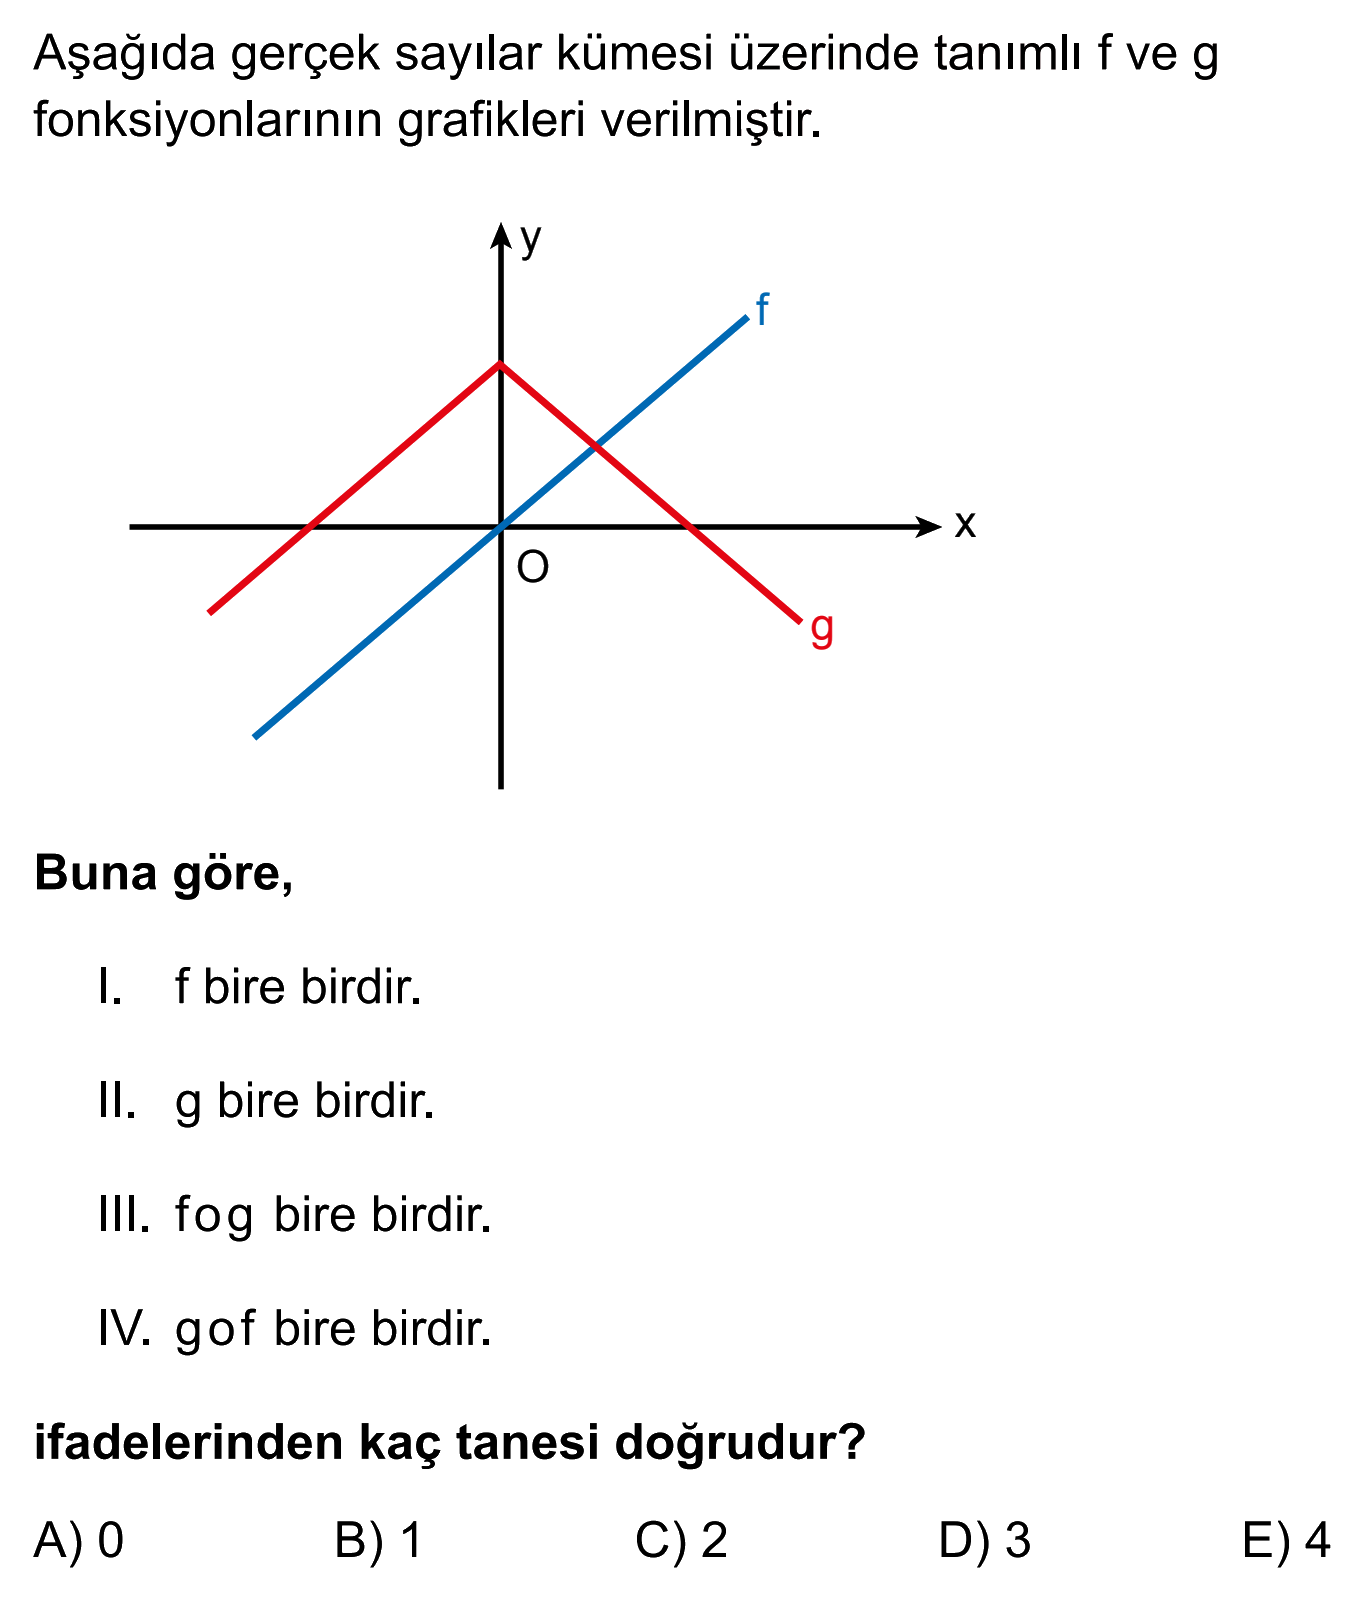 Aşağıda gerçek sayılar kümesi üzerinde tanımlı f ve g
fonksiyonlarının grafikleri verilmiştir.
y
f
x
O
g
Buna göre,
I. f bire birdir.
II. g bire birdir.
III. fog bire birdir.
IV. gof bire birdir.
ifadelerinden kaç tanesi doğrudur?
A) 0 B) 1 C) 2 D) 3 E) 4